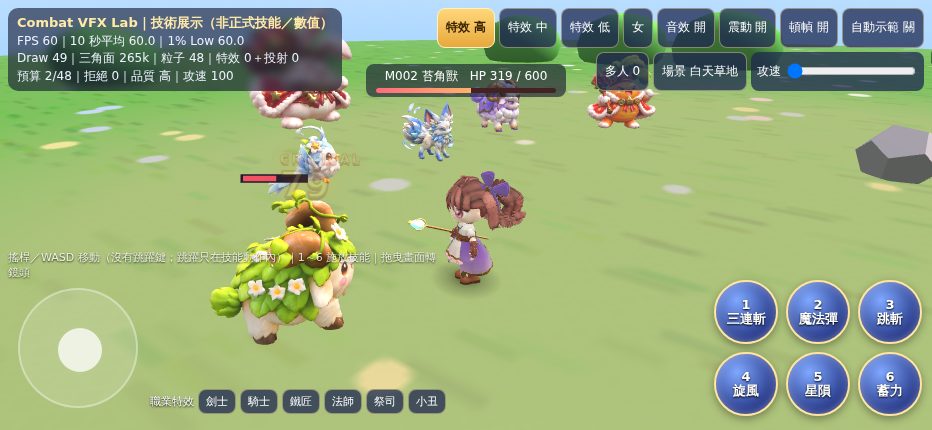 Combat VFX Lab｜技術展示（非正式技能／數值）
FPS 60｜10 秒平均 60.0｜1% Low 60.0
Draw 49｜三角面 265k｜粒子 48｜特效 0＋投射 0
預算 2/48｜拒絕 0｜品質 高｜攻速 100
特效 高
特效 中
特效 低
女
音效 開
震動 開
頓幀 開
自動示範 關
M002 苔角獸 HP 319 / 600
多人 0
場景 白天草地
攻速
搖桿／WASD 移動（沒有跳躍鍵；跳躍只在技能動作內）｜1～6 施放技能｜拖曳畫面轉
鏡頭
1
三連斬
2
魔法彈
3
跳斬
4
旋風
5
星隕
6
蓄力
職業特效
劍士
騎士
鐵匠
法師
祭司
小丑